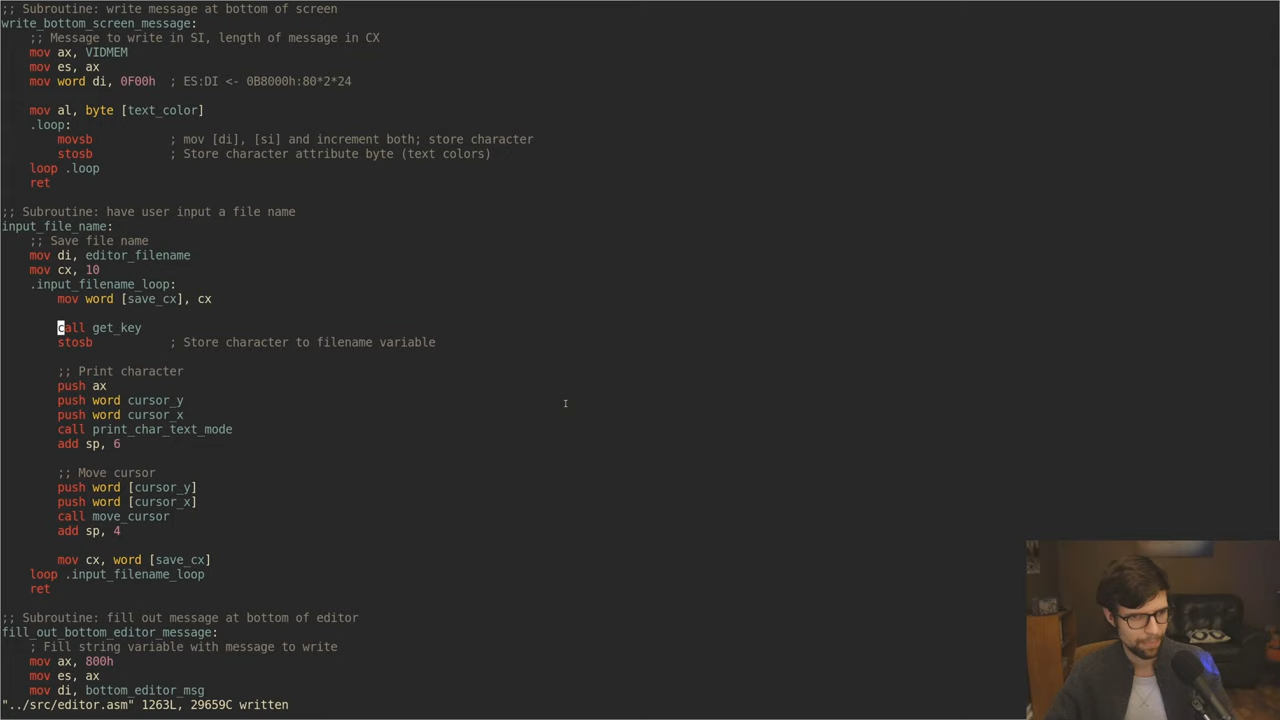 ;; Subroutine: write message at bottom of screen
write_bottom_screen_message:
;; Message to write in SI, length of message in CX
mov ax, VIDMEM
mov es, ax
mov word di, 0F00h  ; ES:DI <- 0B8000h:80*2*24
mov al, byte [text_color]
.loop:
movsb           ; mov [di], [si] and increment both; store character
stosb           ; Store character attribute byte (text colors)
loop .loop
ret
;; Subroutine: have user input a file name
input_file_name:
;; Save file name
mov di, editor_filename
mov cx, 10
.input_filename_loop:
mov word [save_cx], cx
call get_key
stosb           ; Store character to filename variable
;; Print character
push ax
push word cursor_y
push word cursor_x
call print_char_text_mode
add sp, 6
;; Move cursor
push word [cursor_y]
push word [cursor_x]
call move_cursor
add sp, 4
mov cx, word [save_cx]
loop .input_filename_loop
ret
;; Subroutine: fill out message at bottom of editor
fill_out_bottom_editor_message:
; Fill string variable with message to write
mov ax, 800h
mov es, ax
mov di, bottom_editor_msg
"../src/editor.asm" 1263L, 29659C written